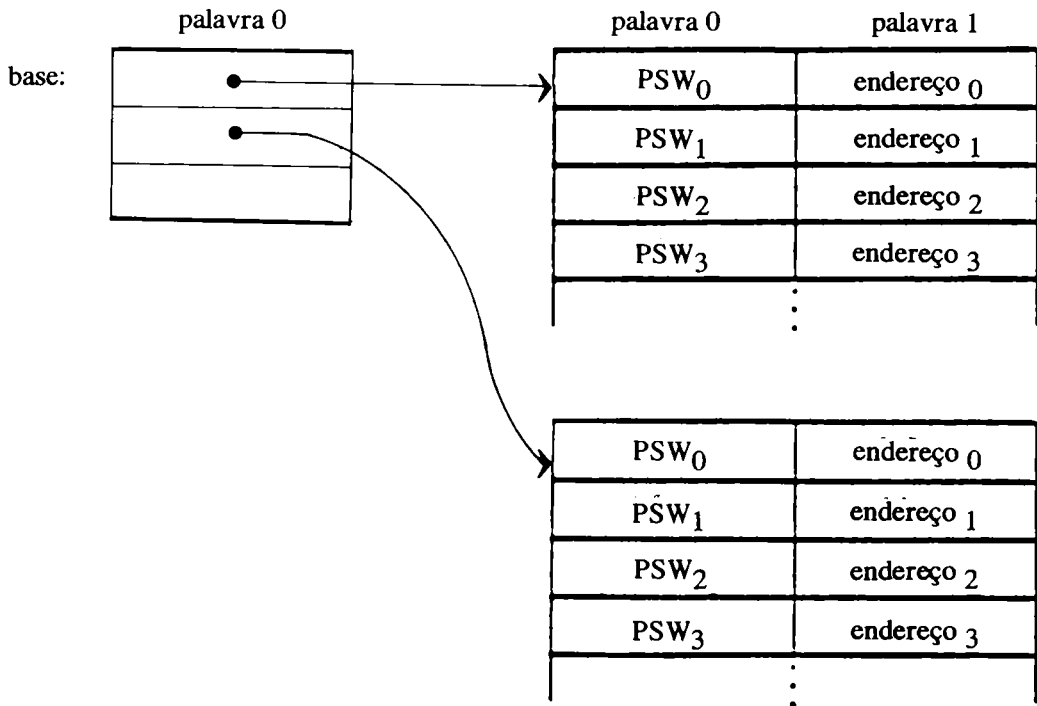 palavra 0
palavra 0 palavra 1
base:
PSW0 endereço 0
PSW1 endereço 1
PSW2 endereço 2
PSW3 endereço 3
PSW0 endereço 0
PSW1 endereço 1
PSW2 endereço 2
PSW3 endereço 3